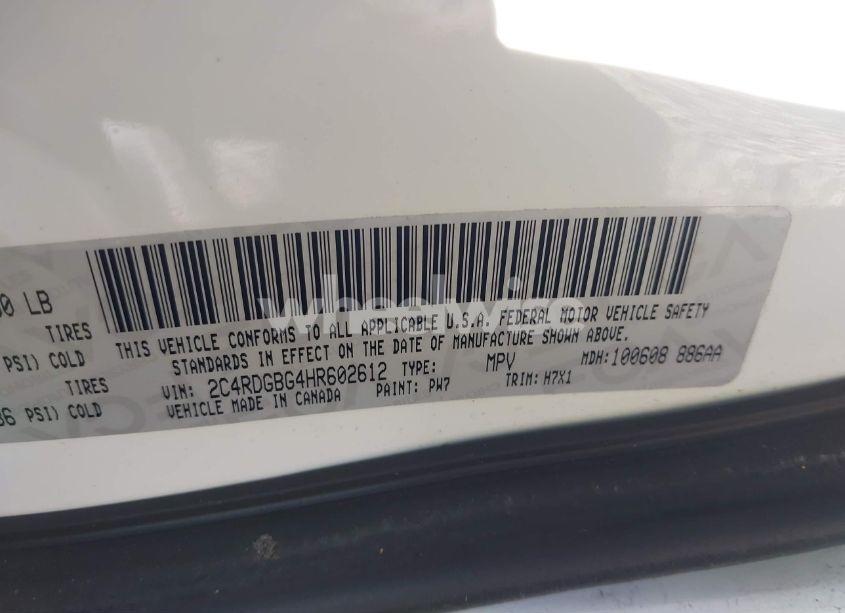 0 LB
TIRES
PSI) COLD
TIRES
36 PSI) COLD
THIS VEHICLE CONFORMS TO ALL APPLICABLE U.S.A. FEDERAL MOTOR VEHICLE SAFETY
STANDARDS IN EFFECT ON THE DATE OF MANUFACTURE SHOWN ABOVE.
VIN: 2C4RDGBG4HR602612 TYPE: MPV MDH:100608 886AA
VEHICLE MADE IN CANADA PAINT: PW7 TRIM: H7X1
wheelwise